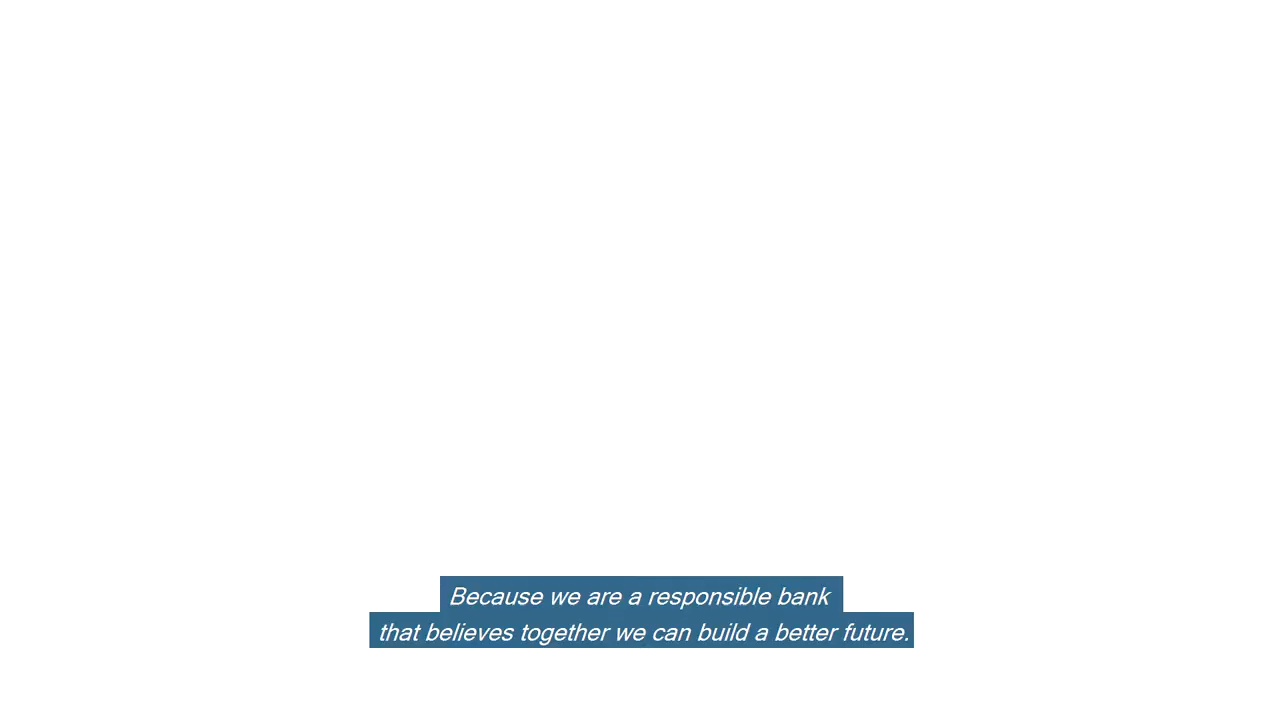 Because we are a responsible bank
that believes together we can build a better future.